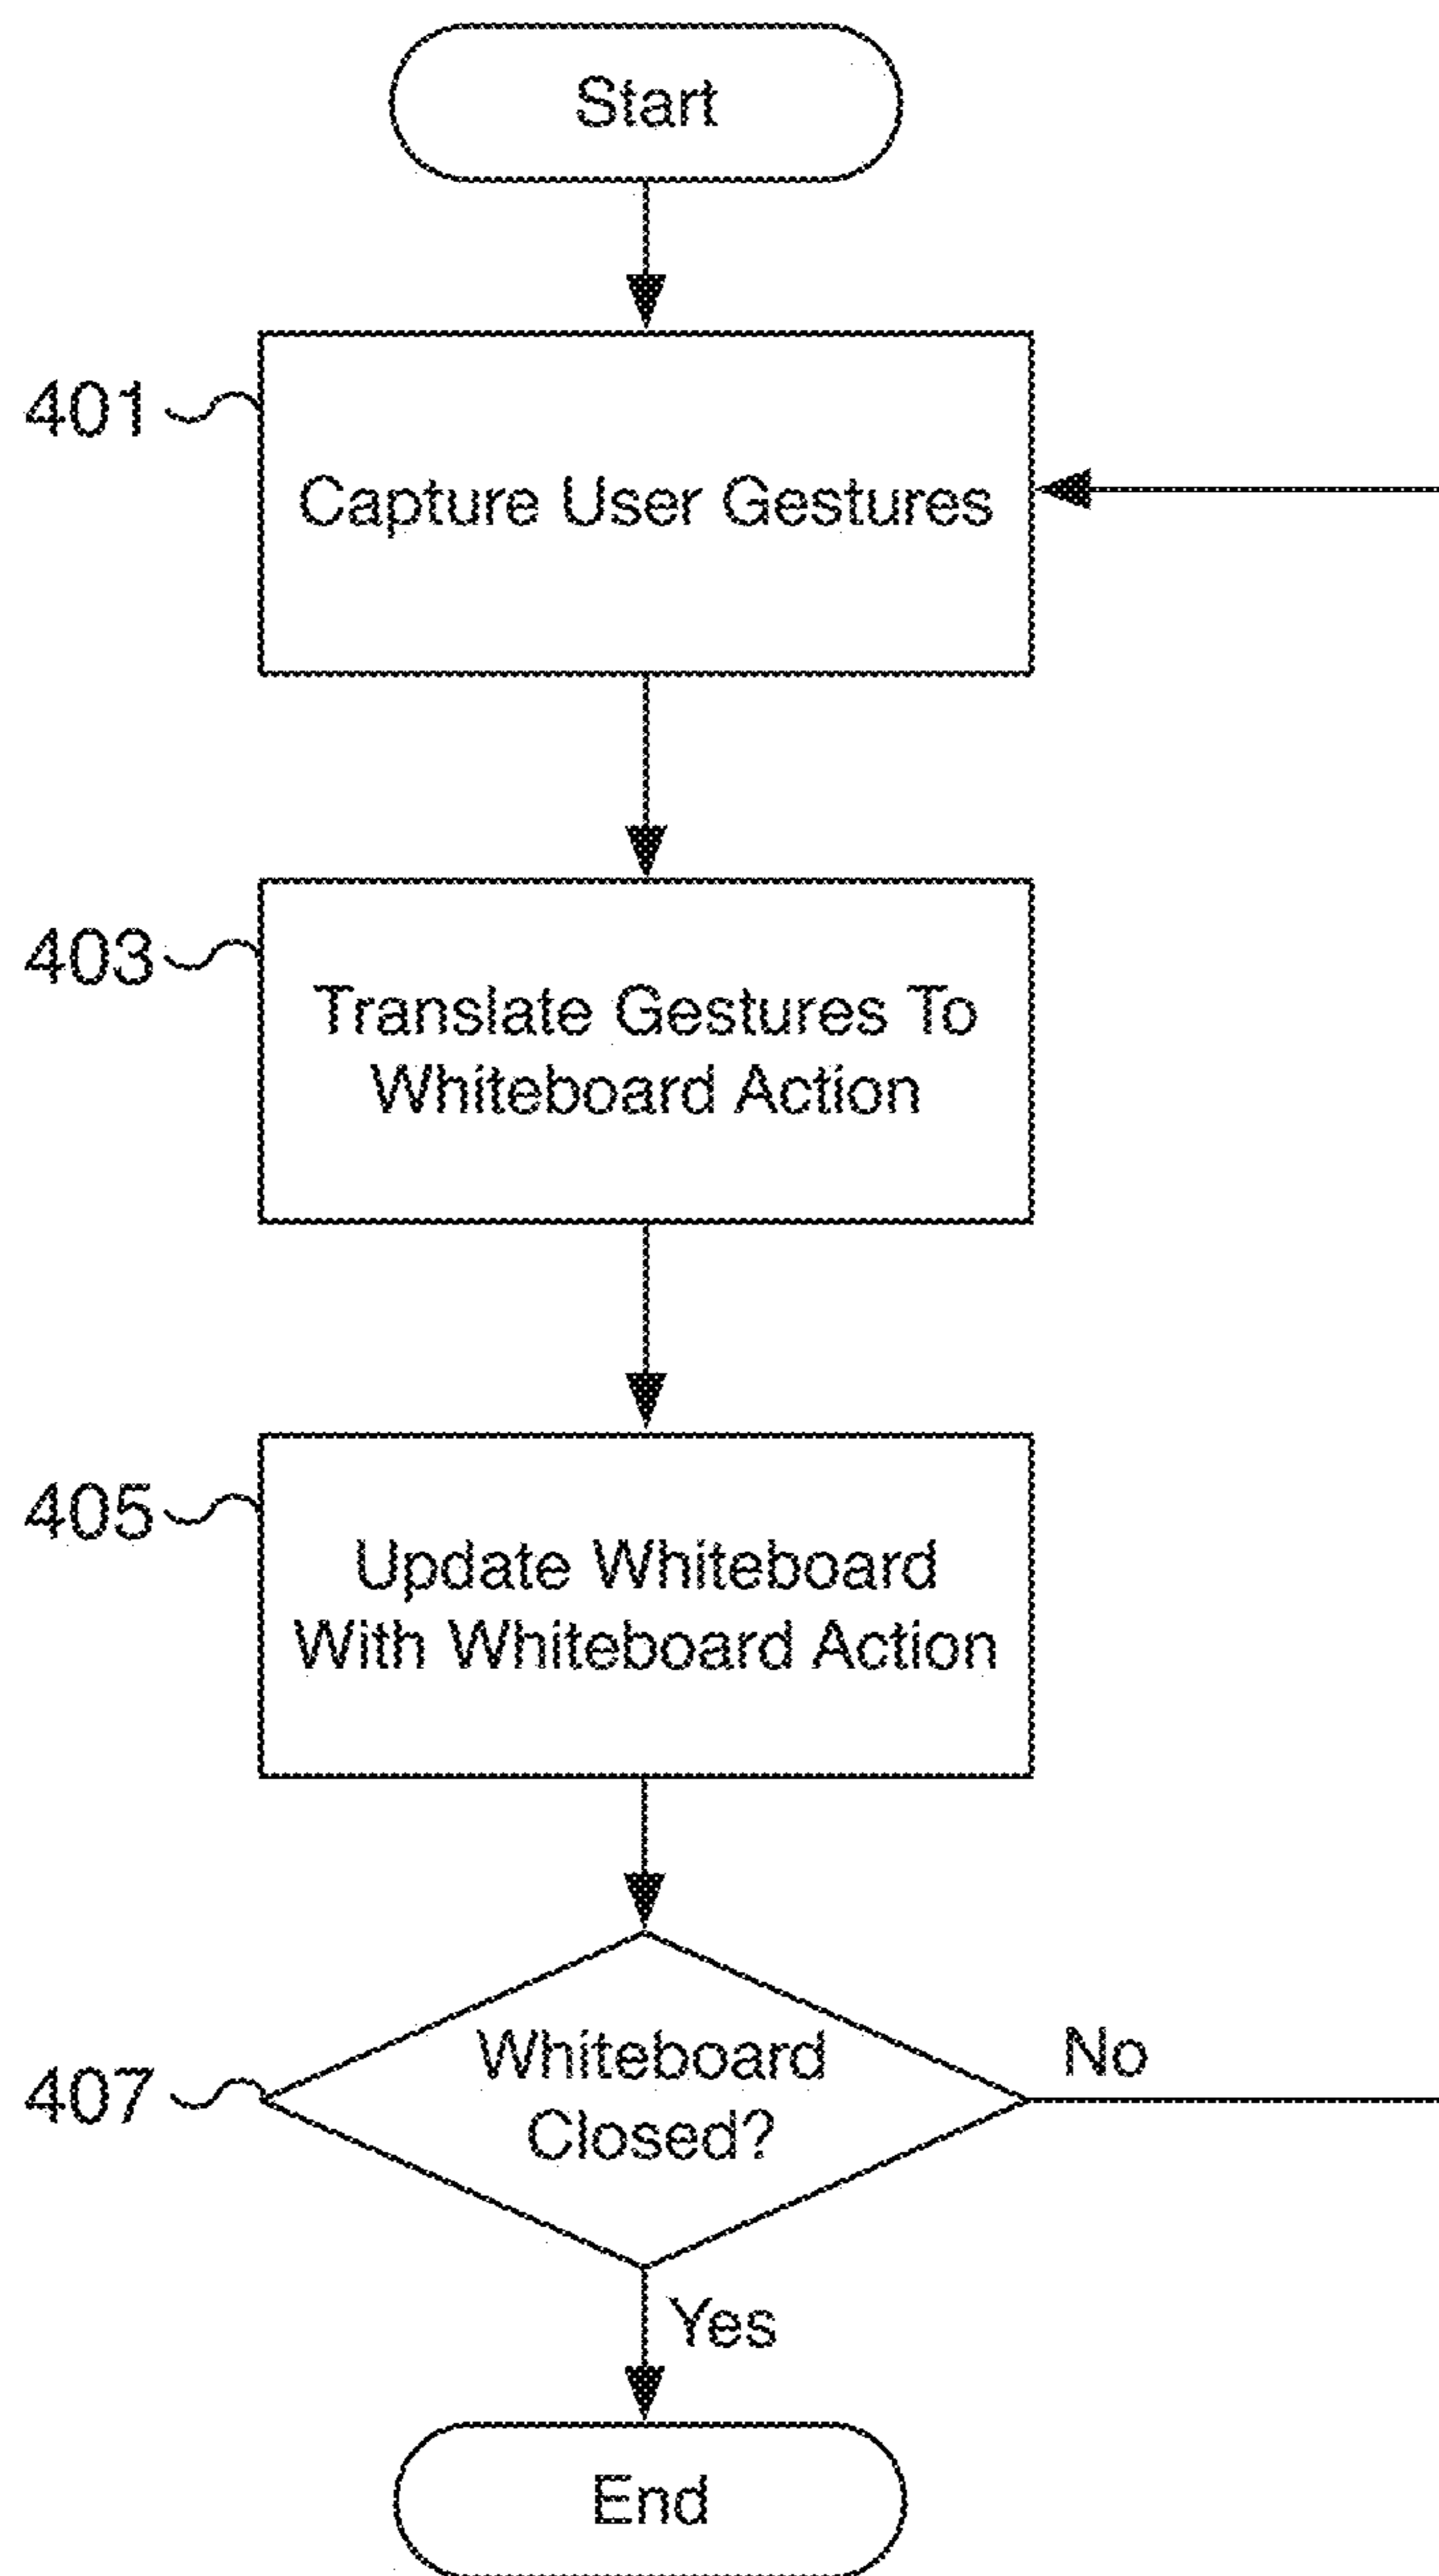 Start
401
Capture User Gestures
403
Translate Gestures To
Whiteboard Action
405
Update Whiteboard
With Whiteboard Action
407
Whiteboard
Closed?
No
Yes
End